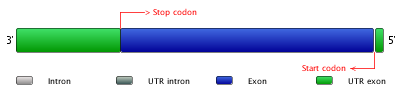 > Stop codon
3' 5'
Start codon
Intron UTR intron Exon UTR exon